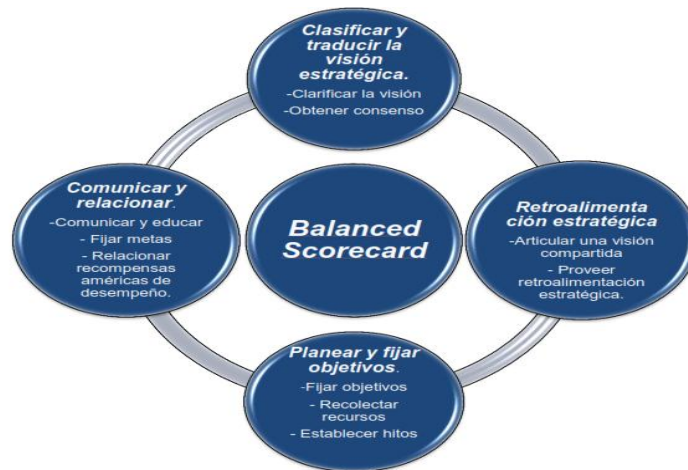 Clasificar y
traducir la
visión
estratégica.
-Clarificar la visión
-Obtener consenso
Comunicar y
relacionar.
-Comunicar y educar
- Fijar metas
- Relacionar
recompensas
américas de
desempeño.
Balanced
Scorecard
Retroalimenta
ción estratégica
-Articular una visión
compartida
- Proveer
retroalimentación
estratégica.
Planear y fijar
objetivos.
-Fijar objetivos
- Recolectar
recursos
- Establecer hitos